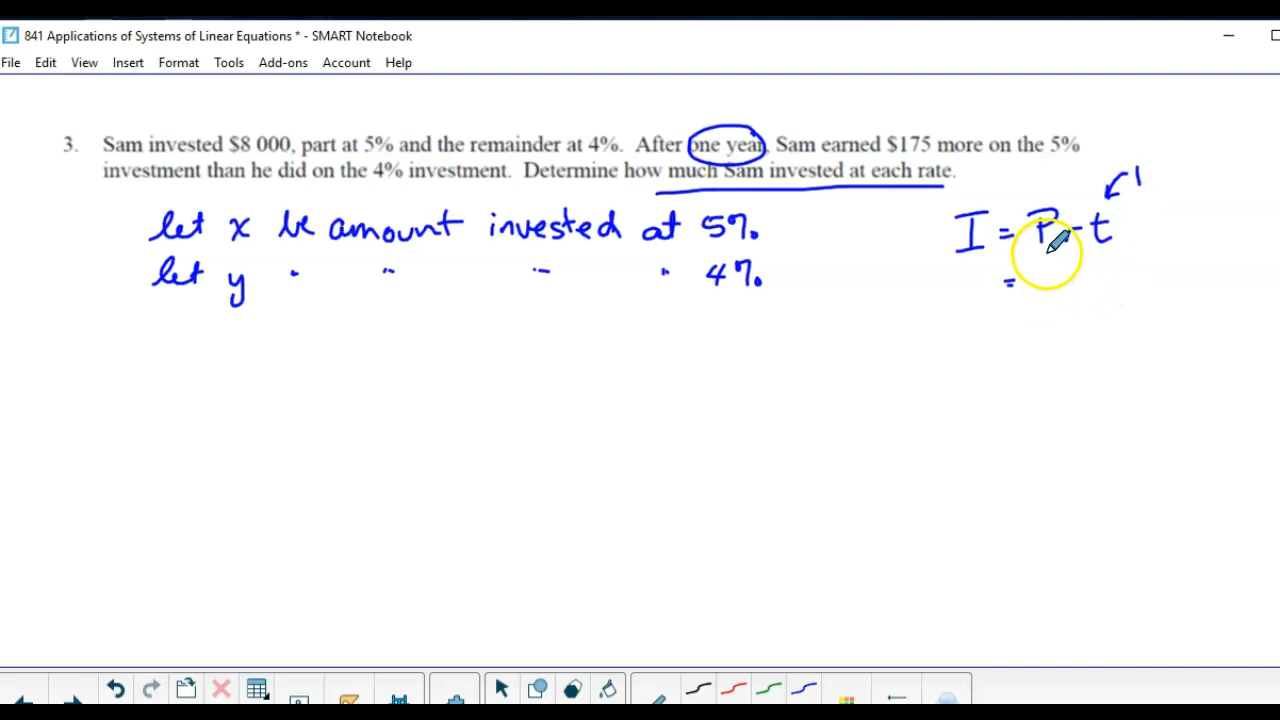 841 Applications of Systems of Linear Equations * - SMART Notebook
File Edit View Insert Format Tools Add-ons Account Help
3. Sam invested $8 000, part at 5% and the remainder at 4%. After one year, Sam earned $175 more on the 5%
investment than he did on the 4% investment. Determine how much Sam invested at each rate.
let x be amount invested at 5%.
let y " " " " 4%.
1
I = P r t
=